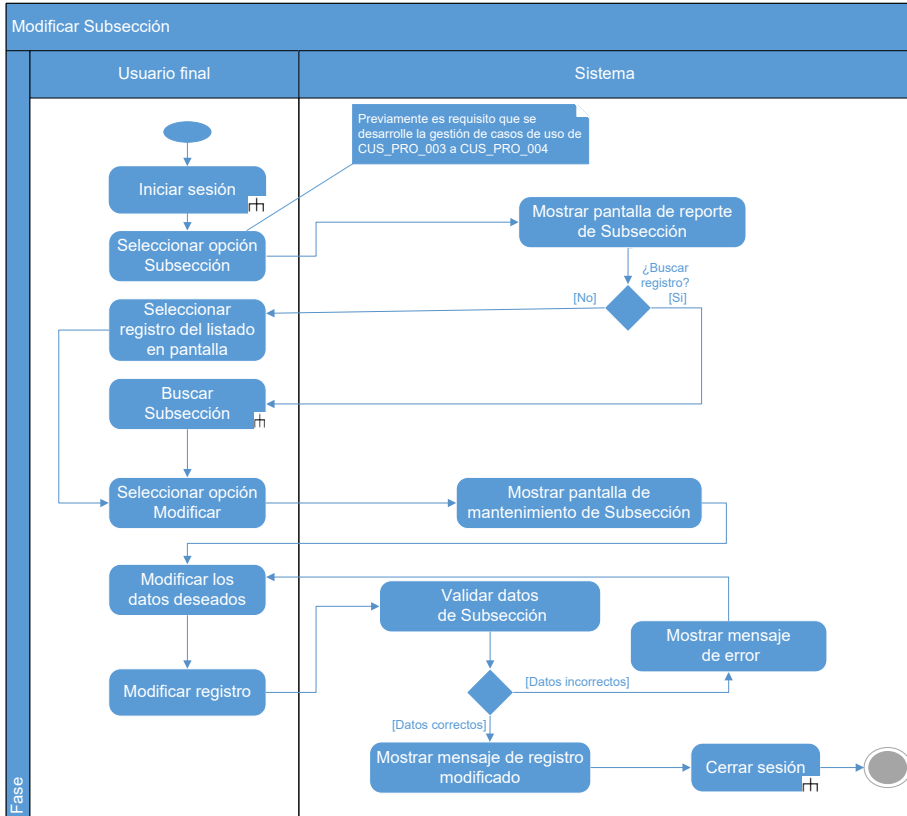 Modificar Subsección
Usuario final
Sistema
Previamente es requisito que se
desarrolle la gestión de casos de uso de
CUS_PRO_003 a CUS_PRO_004
Iniciar sesión
Seleccionar opción
Subsección
Mostrar pantalla de reporte
de Subsección
¿Buscar
registro?
[No]
[Si]
Seleccionar
registro del listado
en pantalla
Buscar
Subsección
Seleccionar opción
Modificar
Mostrar pantalla de
mantenimiento de Subsección
Modificar los
datos deseados
Validar datos
de Subsección
Mostrar mensaje
de error
Modificar registro
[Datos incorrectos]
[Datos correctos]
Mostrar mensaje de registro
modificado
Cerrar sesión
Fase